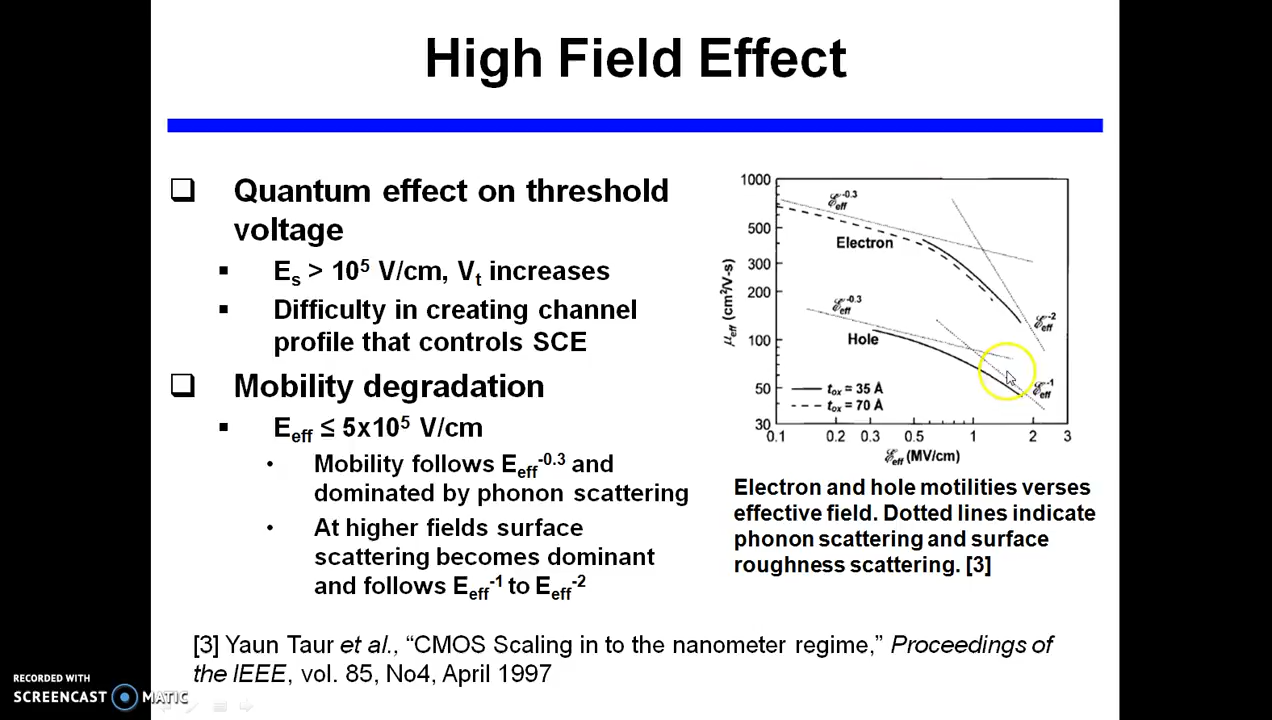 High Field Effect
❑ Quantum effect on threshold
voltage
▪ Es > 10⁵ V/cm, Vt increases
▪ Difficulty in creating channel
profile that controls SCE
❑ Mobility degradation
▪ Eeff ≤ 5x10⁵ V/cm
• Mobility follows Eeff^-0.3 and
dominated by phonon scattering
• At higher fields surface
scattering becomes dominant
and follows Eeff^-1 to Eeff^-2
1000
500
300
200
100
50
30
μeff (cm²/V-s)
ℰeff^-0.3
Electron
ℰeff^-0.3
Hole
ℰeff^-2
ℰeff^-1
tox = 35 Å
tox = 70 Å
0.1 0.2 0.3 0.5 1 2 3
ℰeff (MV/cm)
Electron and hole motilities verses
effective field. Dotted lines indicate
phonon scattering and surface
roughness scattering. [3]
[3] Yaun Taur et al., “CMOS Scaling in to the nanometer regime,” Proceedings of
the IEEE, vol. 85, No4, April 1997
RECORDED WITH
SCREENCAST MATIC